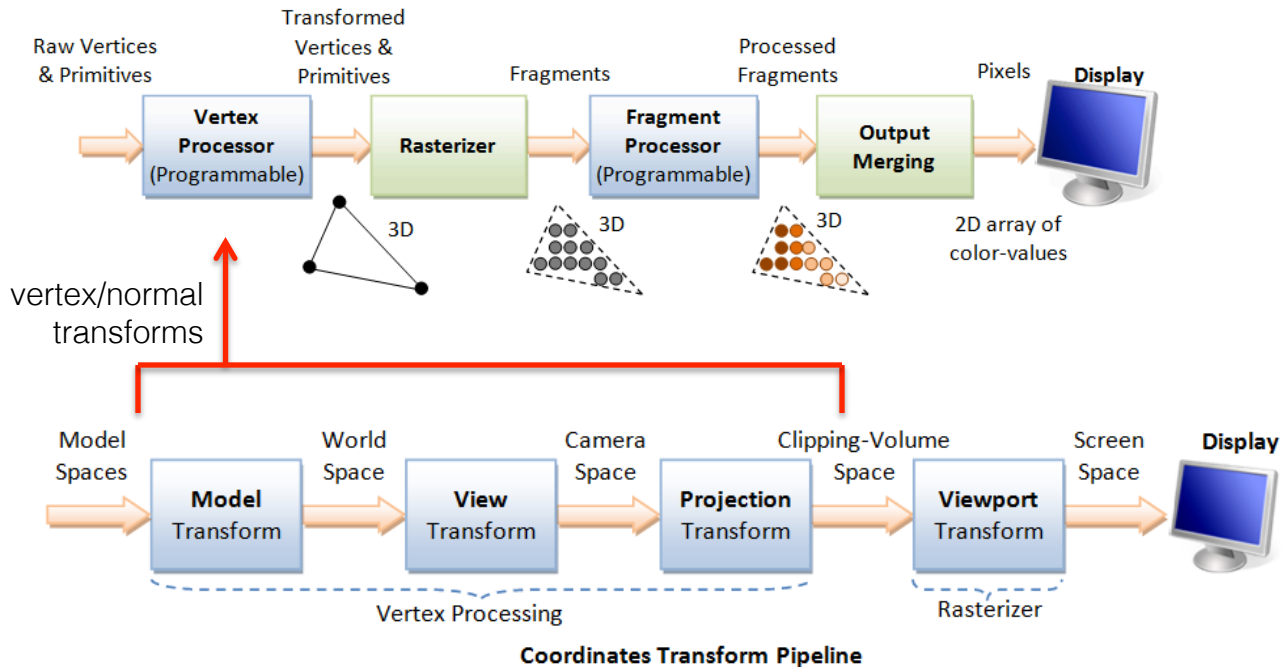 Raw Vertices
& Primitives
Transformed
Vertices &
Primitives
Fragments
Processed
Fragments
Pixels
Display
Vertex
Processor
(Programmable)
Rasterizer
Fragment
Processor
(Programmable)
Output
Merging
3D
3D
3D
2D array of
color-values
vertex/normal
transforms
Model
Spaces
World
Space
Camera
Space
Clipping-Volume
Space
Screen
Space
Display
Model
Transform
View
Transform
Projection
Transform
Viewport
Transform
Vertex Processing
Rasterizer
Coordinates Transform Pipeline